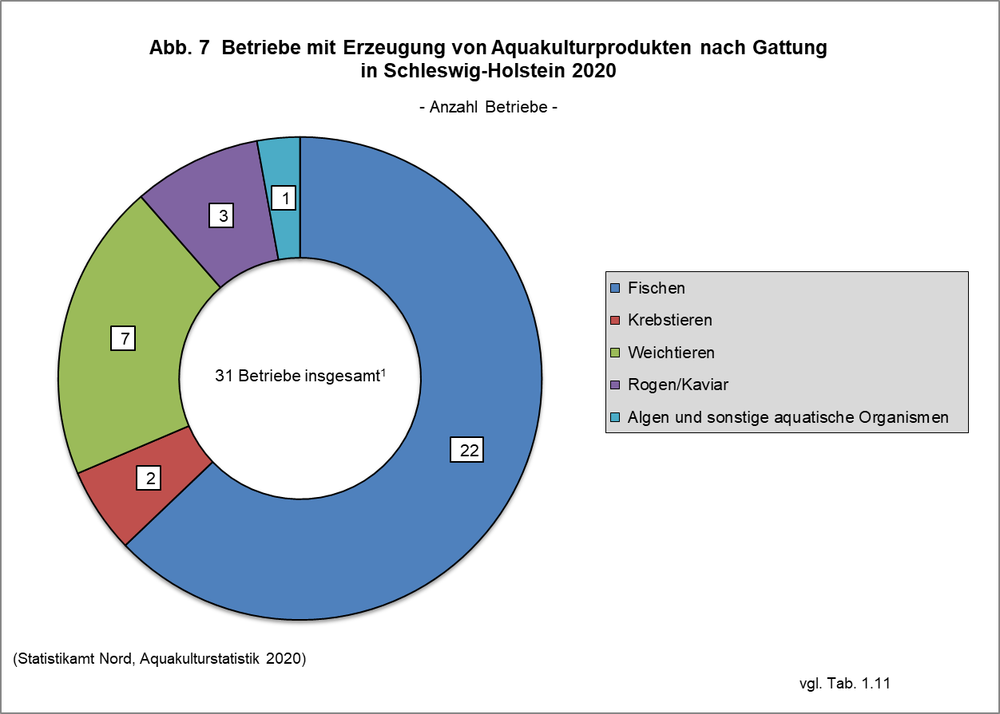 Abb. 7 Betriebe mit Erzeugung von Aquakulturprodukten nach Gattung
in Schleswig-Holstein 2020
- Anzahl Betriebe -
1
3
7
31 Betriebe insgesamt¹
22
2
Fischen
Krebstieren
Weichtieren
Rogen/Kaviar
Algen und sonstige aquatische Organismen
(Statistikamt Nord, Aquakulturstatistik 2020)
vgl. Tab. 1.11